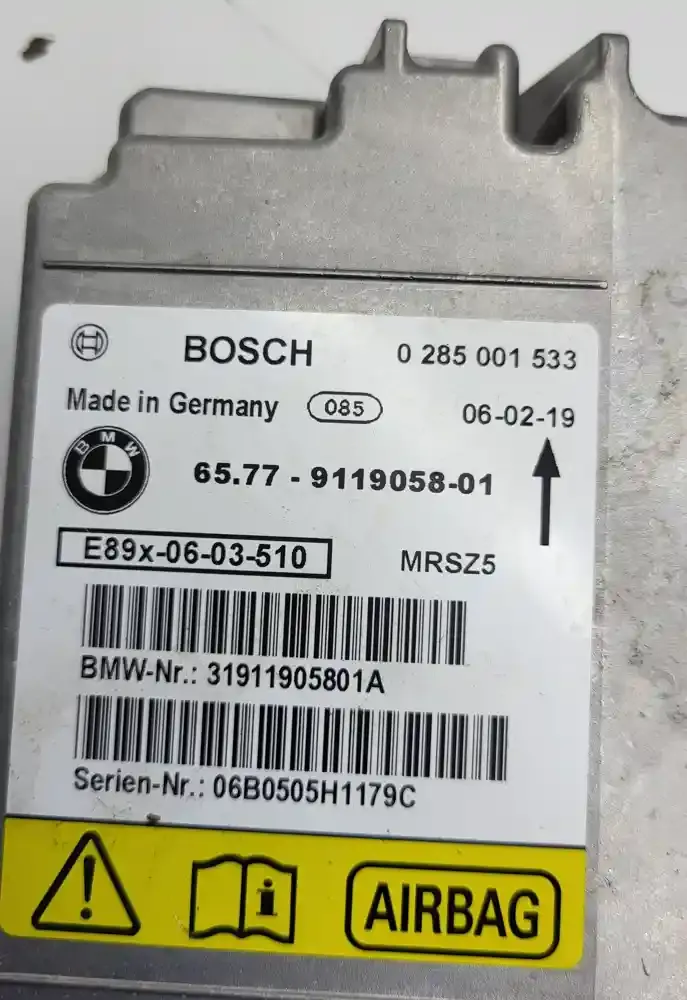 BOSCH 0 285 001 533
Made in Germany 085 06-02-19
BMW 65.77 - 9119058-01
E89x-06-03-510 MRSZ5
BMW-Nr.: 31911905801A
Serien-Nr.: 06B0505H1179C
! i AIRBAG